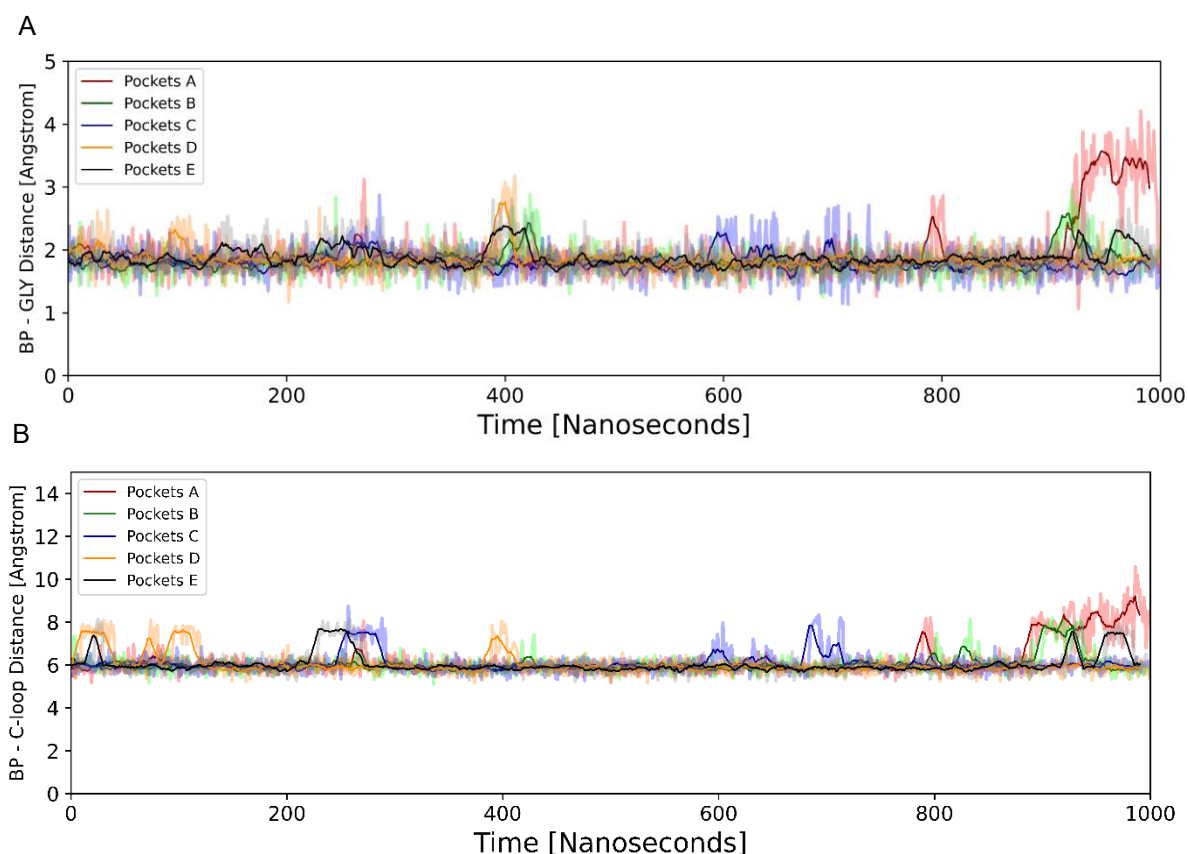 A
BP - GLY Distance [Angstrom]
5
4
3
2
1
0
Pockets A
Pockets B
Pockets C
Pockets D
Pockets E
0 200 400 600 800 1000
Time [Nanoseconds]
B
BP - C-loop Distance [Angstrom]
14
12
10
8
6
4
2
0
Pockets A
Pockets B
Pockets C
Pockets D
Pockets E
0 200 400 600 800 1000
Time [Nanoseconds]